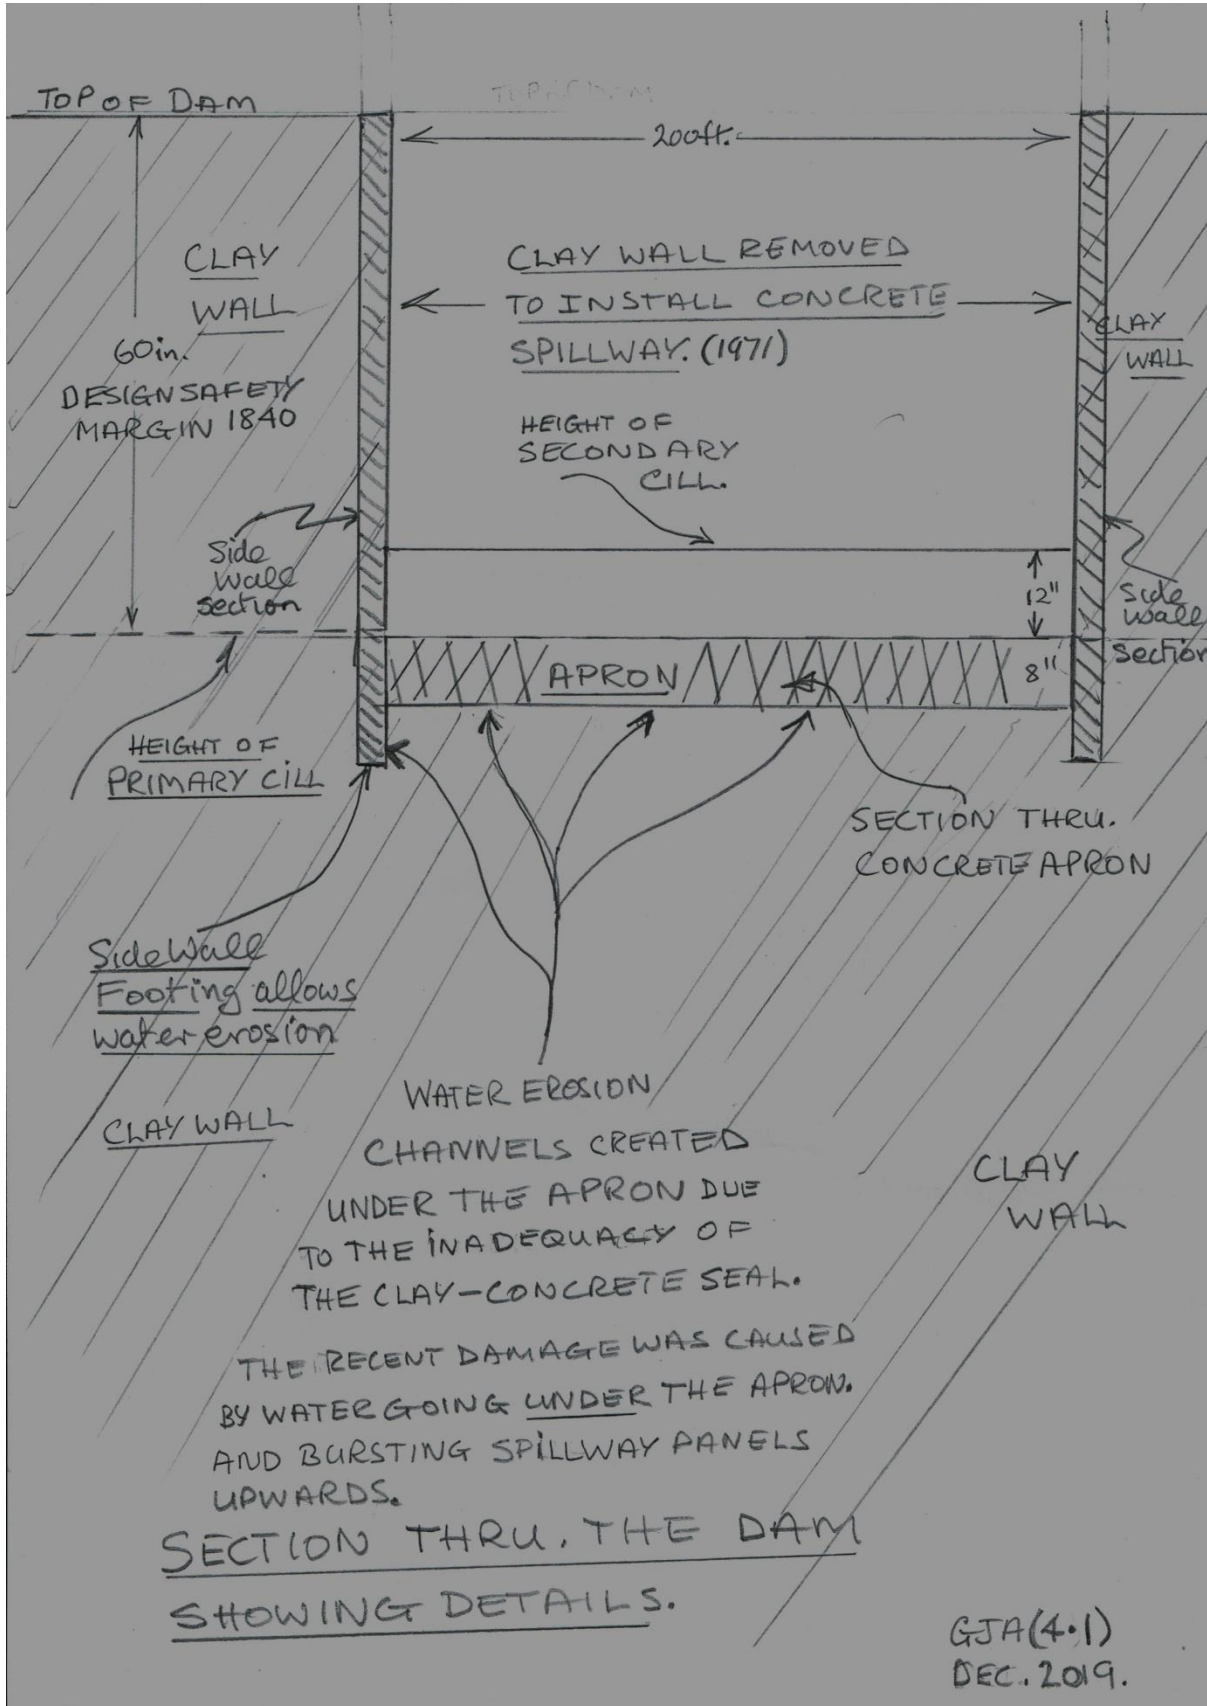 TOP OF DAM
TOP OF DAM
200ft.
CLAY
WALL
CLAY WALL REMOVED
TO INSTALL CONCRETE
SPILLWAY. (1971)
CLAY
WALL
60in.
DESIGN SAFETY
MARGIN 1840
HEIGHT OF
SECONDARY
CILL.
Side
Wall
section
12"
Side
Wall
section
APRON
8"
HEIGHT OF
PRIMARY CILL
SECTION THRU.
CONCRETE APRON
Side Wall
Footing allows
water erosion
WATER EROSION
CHANNELS CREATED
UNDER THE APRON DUE
TO THE INADEQUACY OF
THE CLAY-CONCRETE SEAL.
CLAY WALL
CLAY
WALL
THE RECENT DAMAGE WAS CAUSED
BY WATER GOING UNDER THE APRON.
AND BURSTING SPILLWAY PANELS
UPWARDS.
SECTION THRU. THE DAM
SHOWING DETAILS.
GJA(4.1)
DEC. 2019.